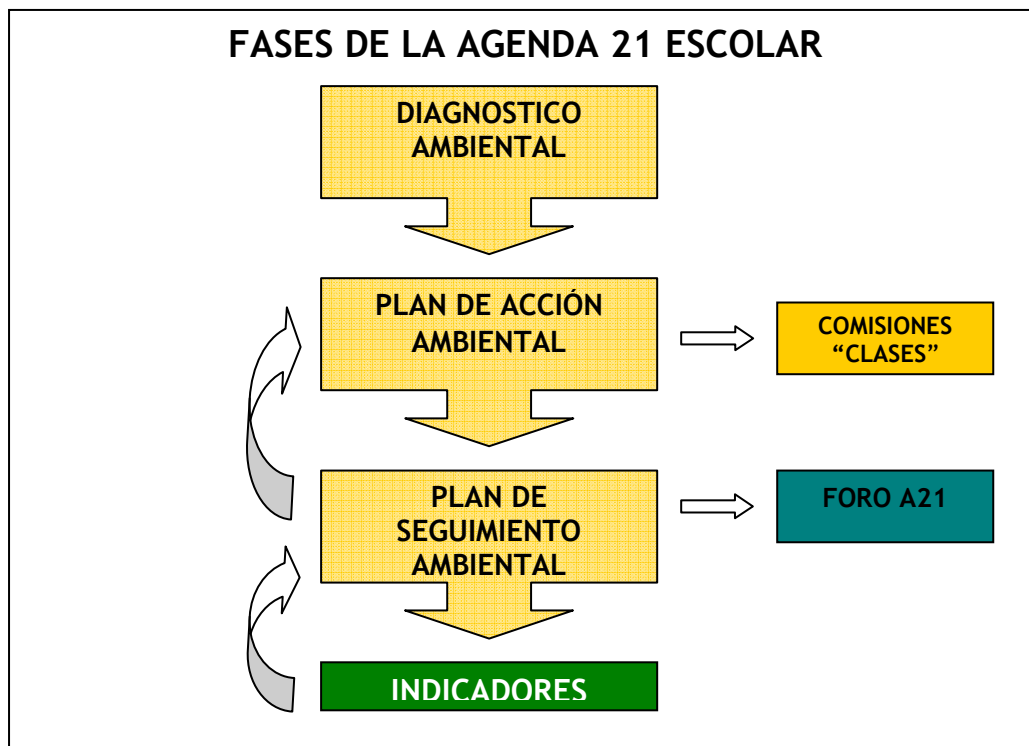 FASES DE LA AGENDA 21 ESCOLAR
DIAGNOSTICO
AMBIENTAL
PLAN DE ACCIÓN
AMBIENTAL
COMISIONES
“CLASES”
PLAN DE
SEGUIMIENTO
AMBIENTAL
FORO A21
INDICADORES